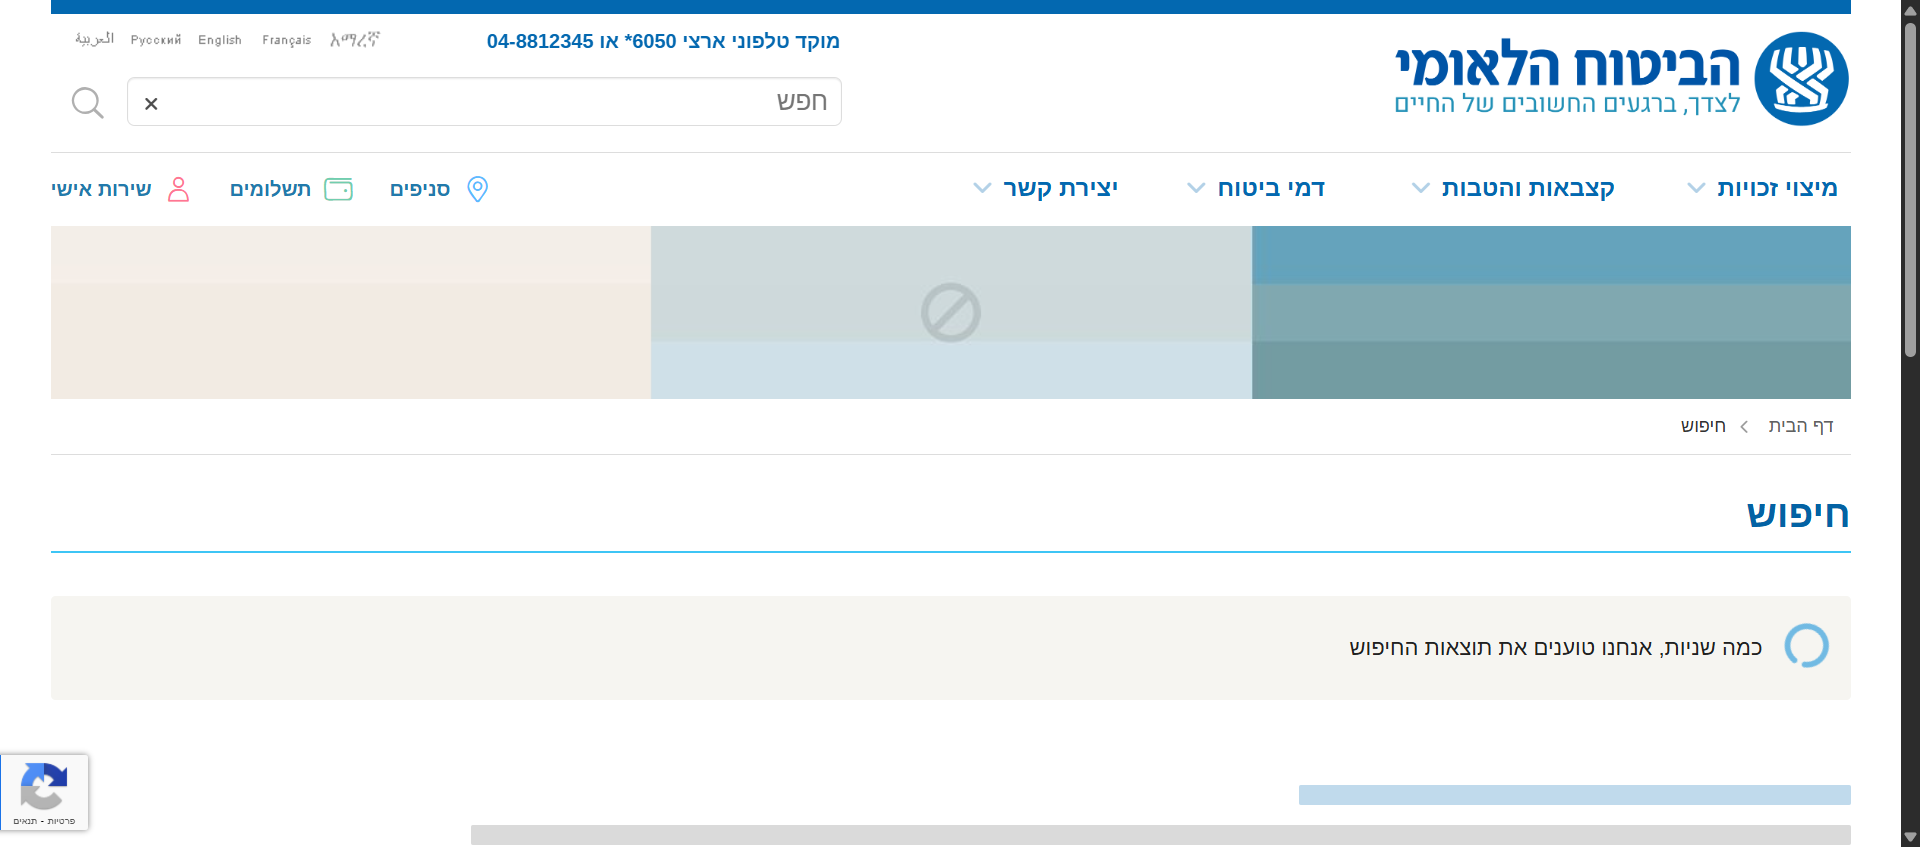 הביטוח הלאומי
לצדך, ברגעים החשובים של החיים
מוקד טלפוני ארצי 6050* או 04-8812345
አማረኛ Français English Русский العربية
חפש
מיצוי זכויות
קצבאות והטבות
דמי ביטוח
יצירת קשר
סניפים
תשלומים
שירות אישי
דף הבית
חיפוש
חיפוש
כמה שניות, אנחנו טוענים את תוצאות החיפוש
פרטיות - תנאים